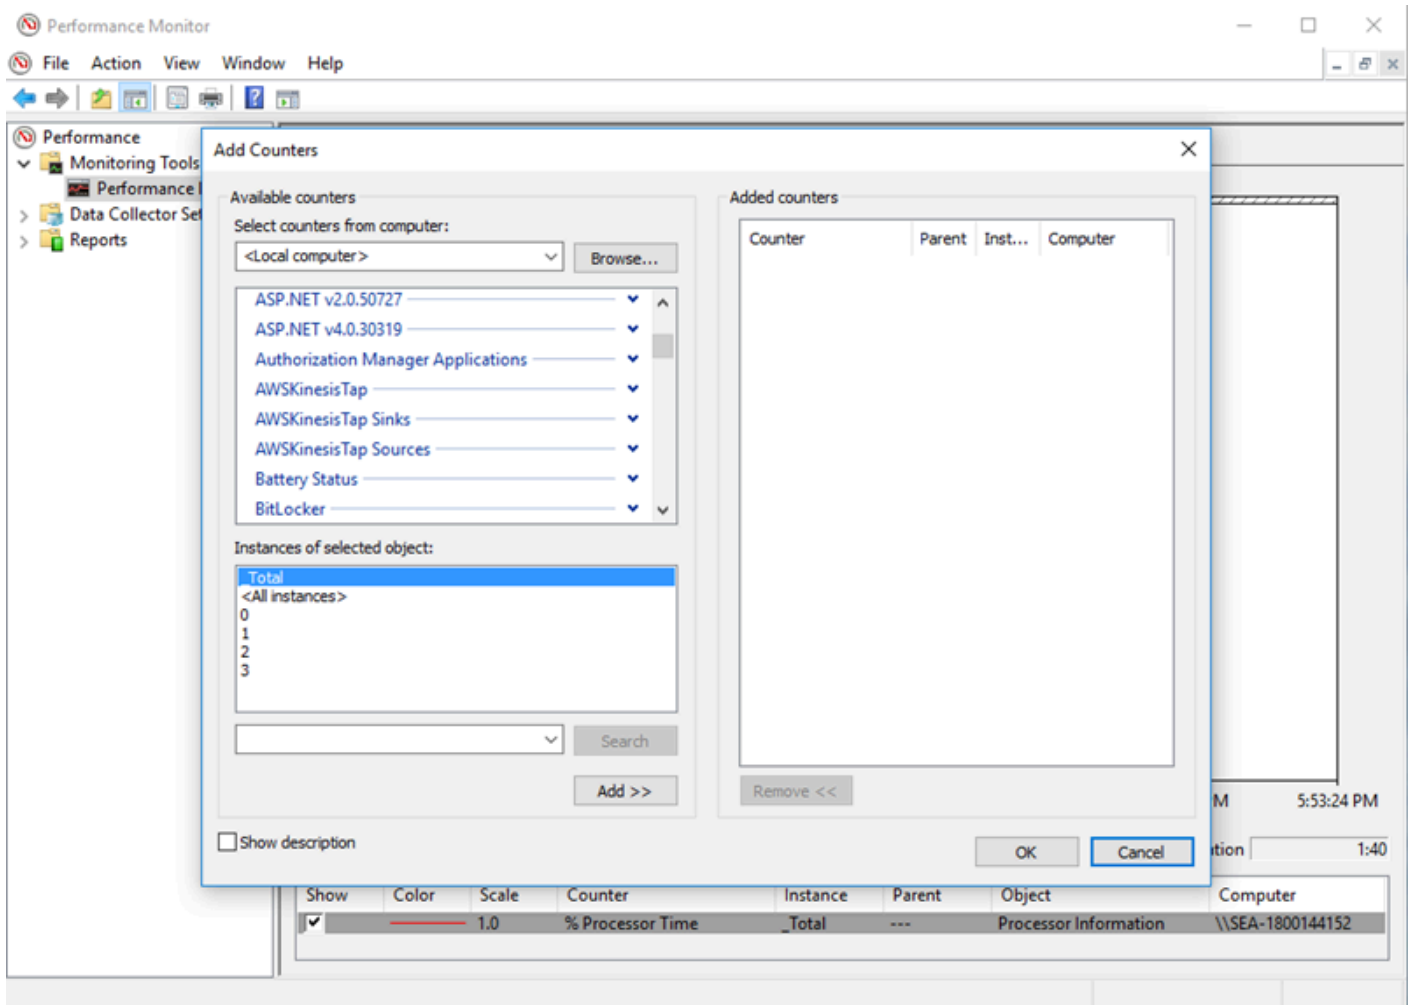 Performance Monitor
File Action View Window Help
Performance
Monitoring Tools
Performance
Data Collector Set
Reports
Add Counters
Available counters
Select counters from computer:
<Local computer>
Browse...
ASP.NET v2.0.50727
ASP.NET v4.0.30319
Authorization Manager Applications
AWSKinesisTap
AWSKinesisTap Sinks
AWSKinesisTap Sources
Battery Status
BitLocker
Instances of selected object:
_Total
<All instances>
0
1
2
3
Search
Add >>
Show description
Added counters
Counter Parent Inst... Computer
Remove <<
OK Cancel
M 5:53:24 PM
ation 1:40
Show Color Scale Counter Instance Parent Object Computer
1.0 % Processor Time _Total --- Processor Information \\SEA-1800144152